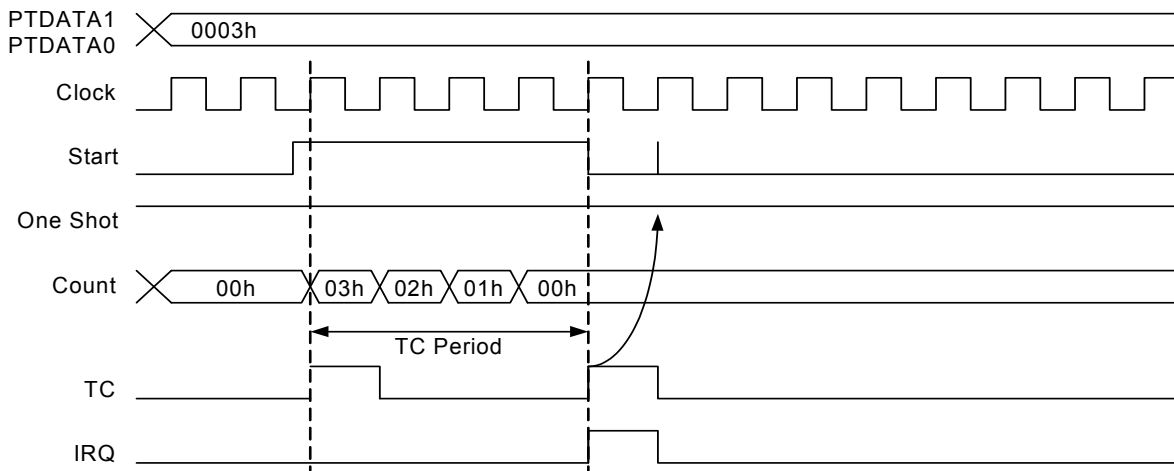 PTDATA1
PTDATA0
0003h
Clock
Start
One Shot
Count
00h
03h
02h
01h
00h
TC Period
TC
IRQ